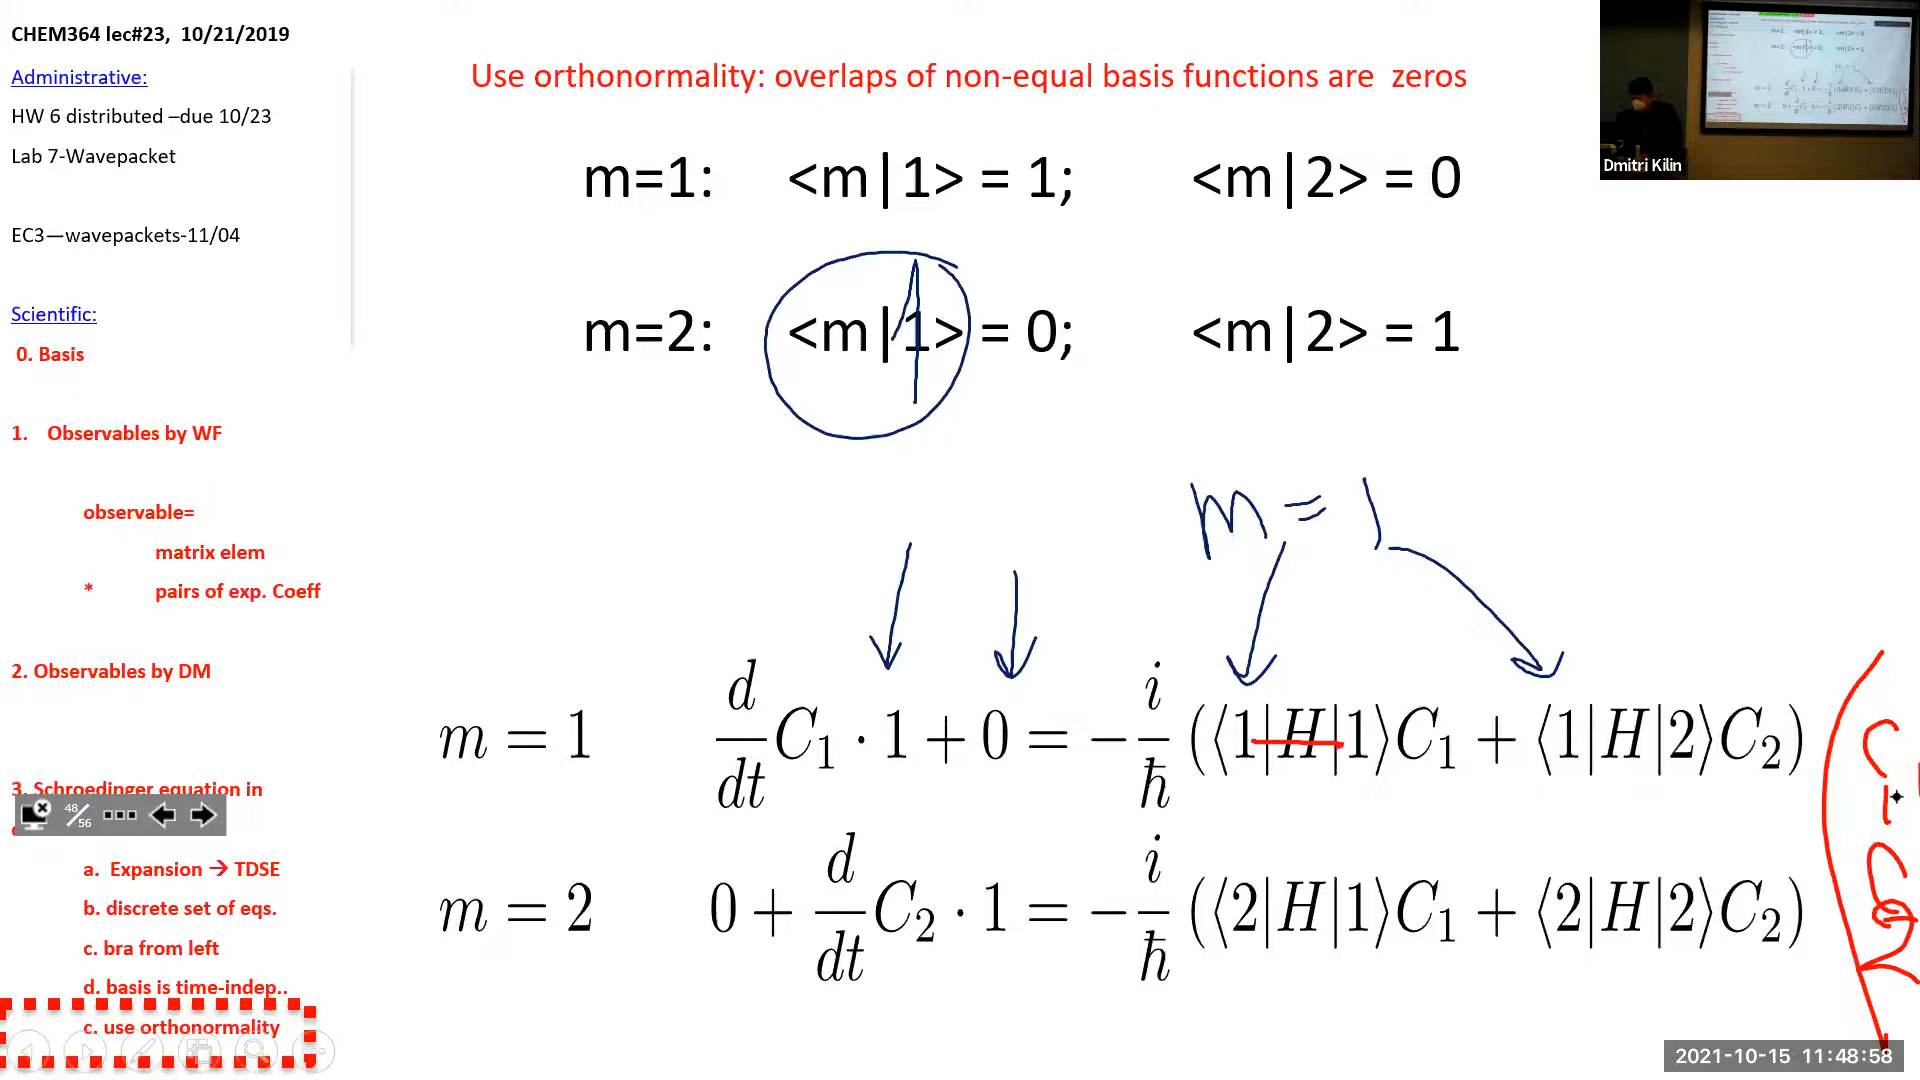 CHEM364 lec#23, 10/21/2019
Administrative:
HW 6 distributed –due 10/23
Lab 7-Wavepacket
EC3—wavepackets-11/04
Scientific:
0. Basis
1. Observables by WF
observable=
matrix elem
* pairs of exp. Coeff
2. Observables by DM
3. Schroedinger equation in
48/56
a. Expansion → TDSE
b. discrete set of eqs.
c. bra from left
d. basis is time-indep..
c. use orthonormality
Use orthonormality: overlaps of non-equal basis functions are zeros
m=1: <m|1> = 1; <m|2> = 0
m=2: <m|1> = 0; <m|2> = 1
m = 1
m = 1 d/dt C₁ · 1 + 0 = − i/ħ (⟨1|H|1⟩C₁ + ⟨1|H|2⟩C₂)
m = 2 0 + d/dt C₂ · 1 = − i/ħ (⟨2|H|1⟩C₁ + ⟨2|H|2⟩C₂)
Dmitri Kilin
2021-10-15 11:48:58